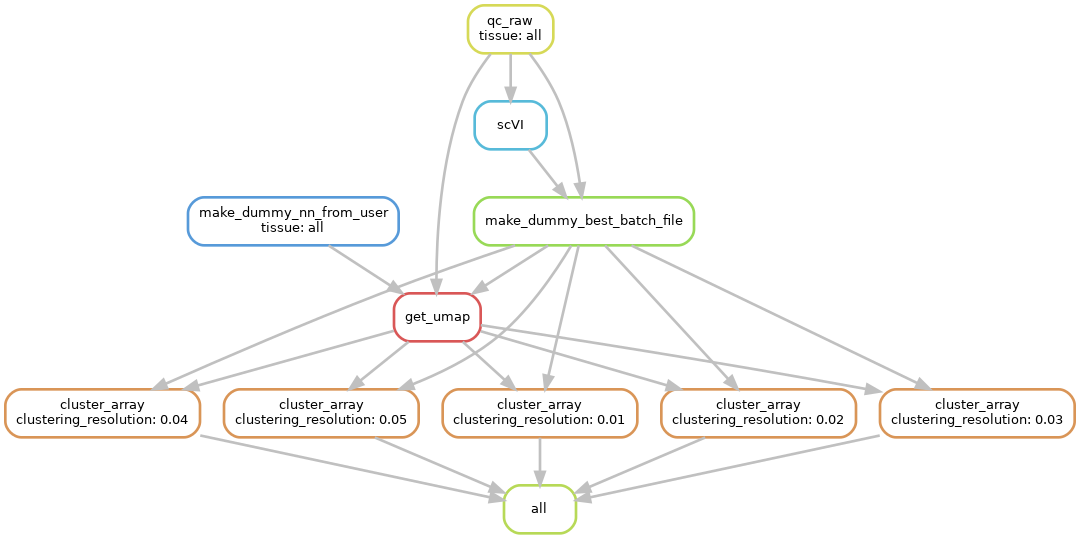 qc_raw
tissue: all
scVI
make_dummy_nn_from_user
tissue: all
make_dummy_best_batch_file
get_umap
cluster_array
clustering_resolution: 0.04
cluster_array
clustering_resolution: 0.05
cluster_array
clustering_resolution: 0.01
cluster_array
clustering_resolution: 0.02
cluster_array
clustering_resolution: 0.03
all